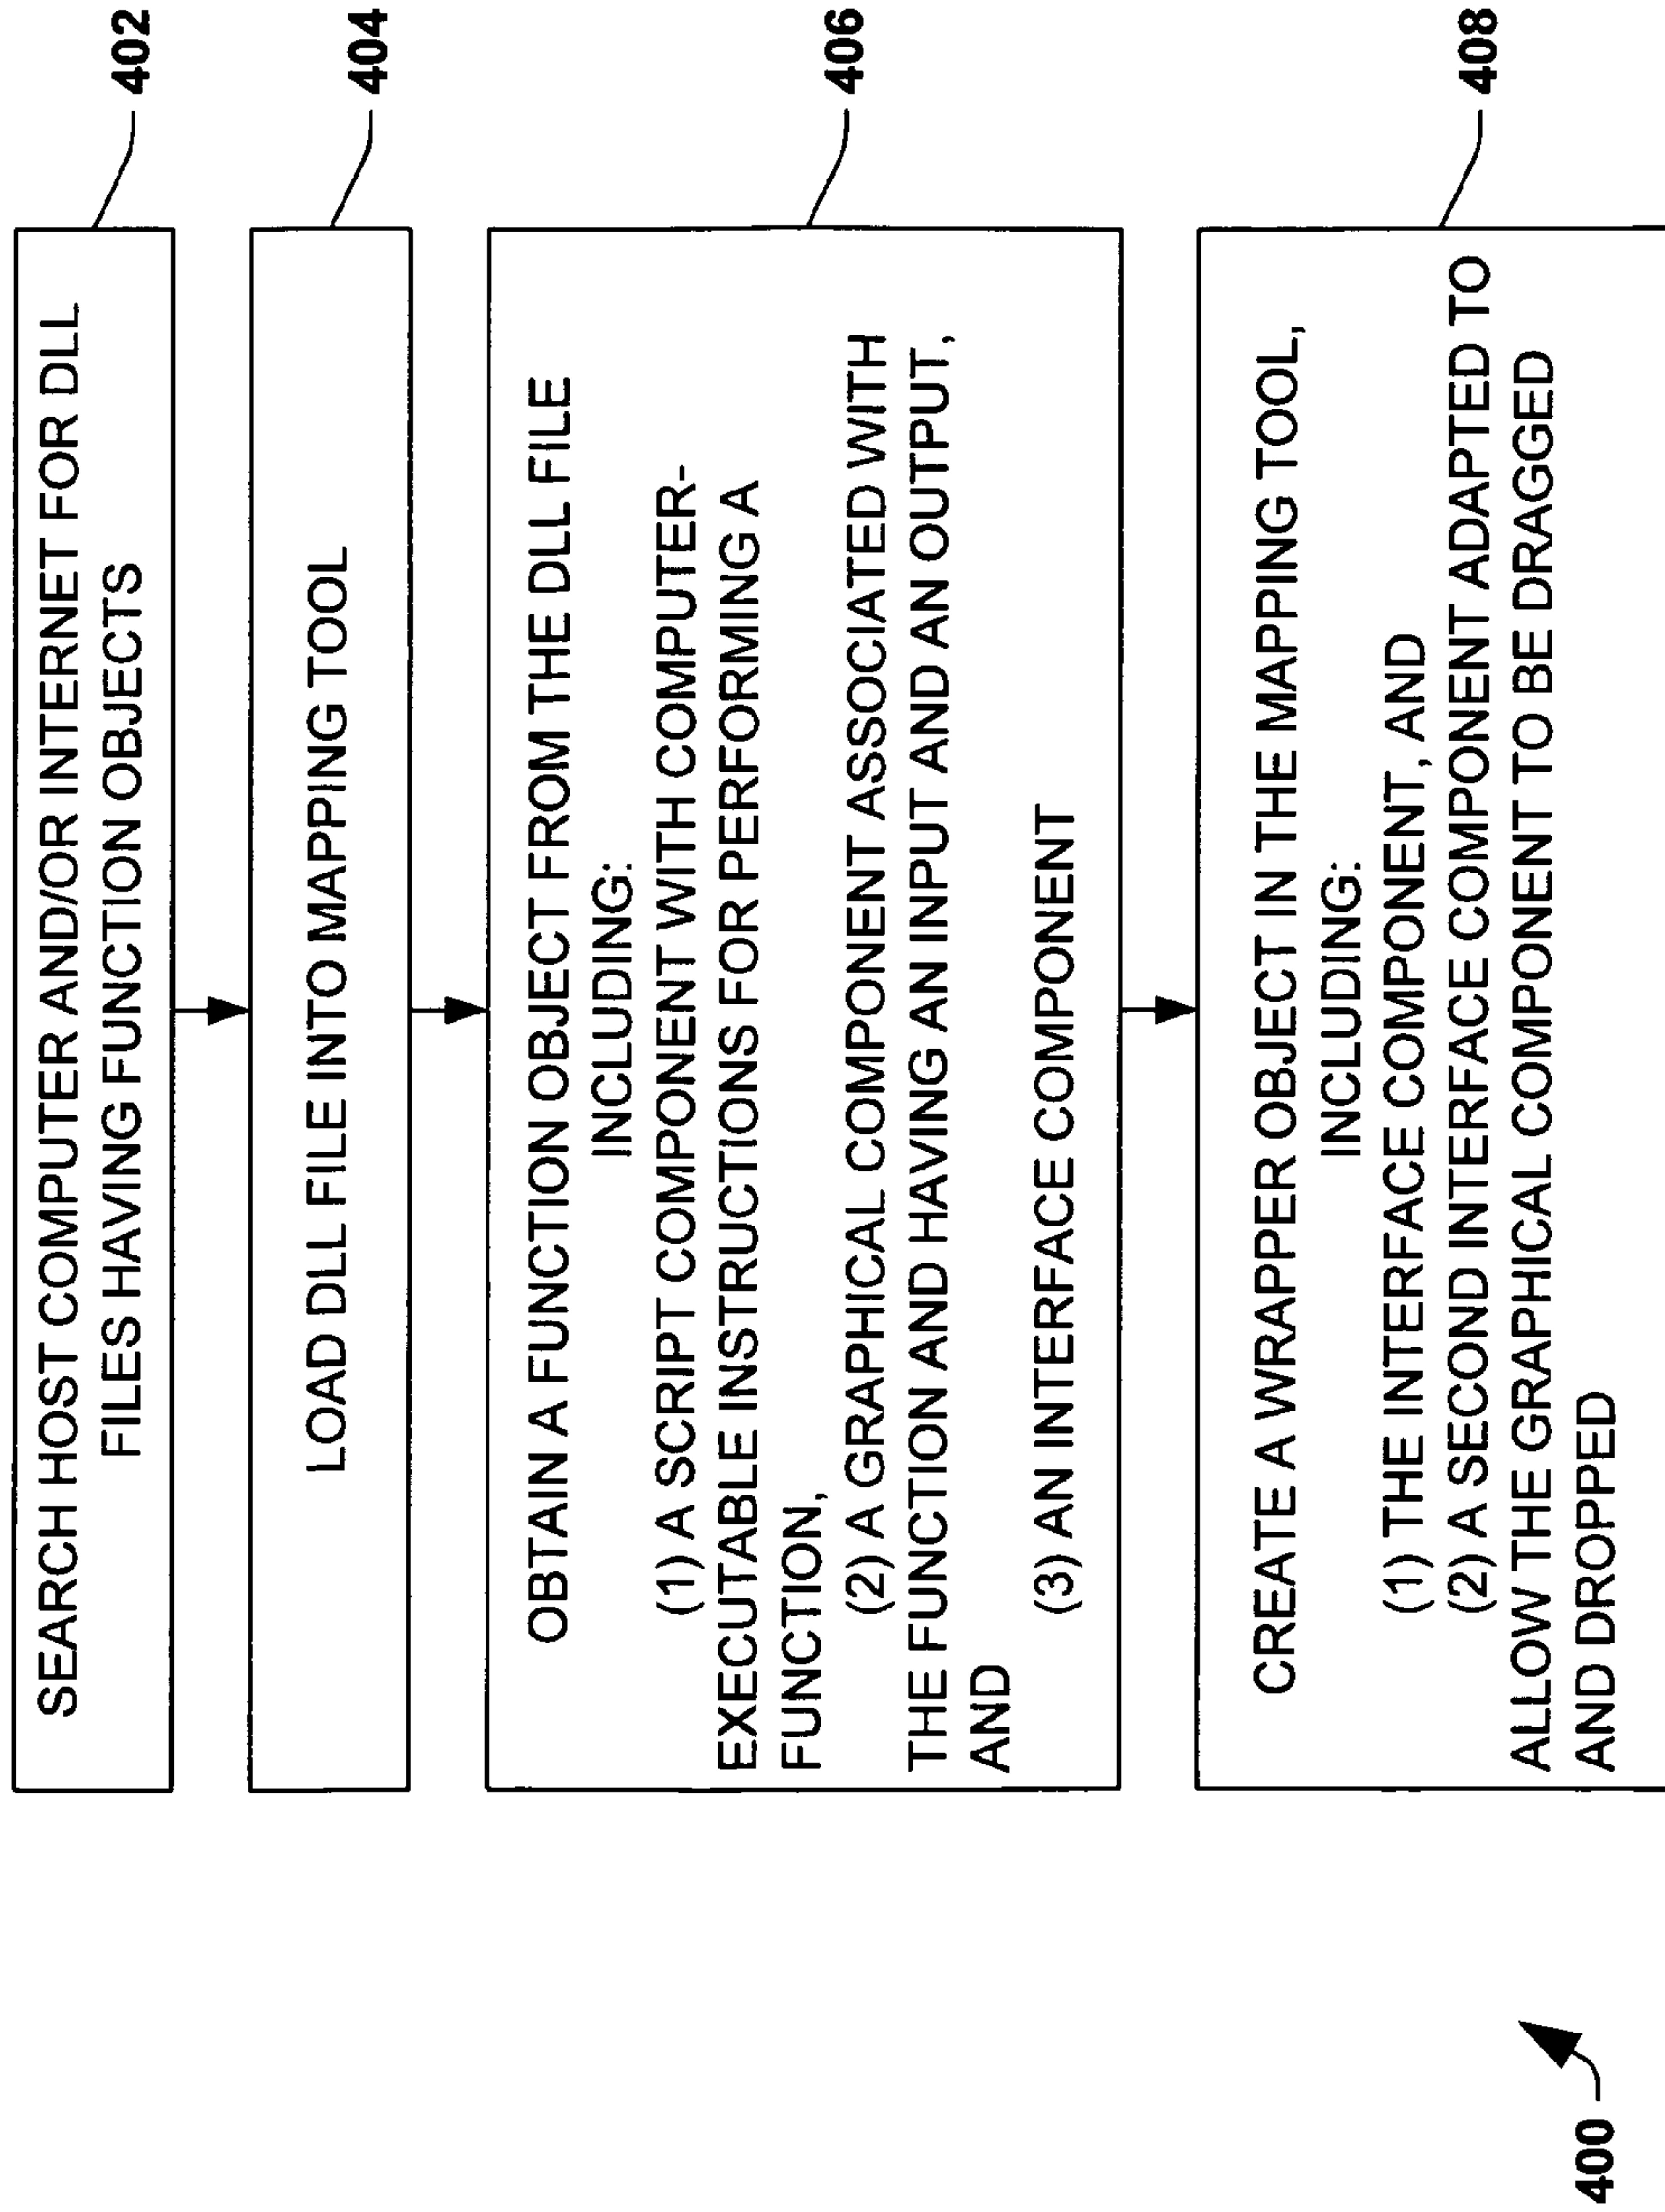 SEARCH HOST COMPUTER AND/OR INTERNET FOR DLL
FILES HAVING FUNCTION OBJECTS
402
LOAD DLL FILE INTO MAPPING TOOL
404
OBTAIN A FUNCTION OBJECT FROM THE DLL FILE
INCLUDING:
(1) A SCRIPT COMPONENT WITH COMPUTER-
EXECUTABLE INSTRUCTIONS FOR PERFORMING A
FUNCTION,
(2) A GRAPHICAL COMPONENT ASSOCIATED WITH
THE FUNCTION AND HAVING AN INPUT AND AN OUTPUT,
AND
(3) AN INTERFACE COMPONENT
406
CREATE A WRAPPER OBJECT IN THE MAPPING TOOL,
INCLUDING:
(1) THE INTERFACE COMPONENT, AND
(2) A SECOND INTERFACE COMPONENT ADAPTED TO
ALLOW THE GRAPHICAL COMPONENT TO BE DRAGGED
AND DROPPED
408
400